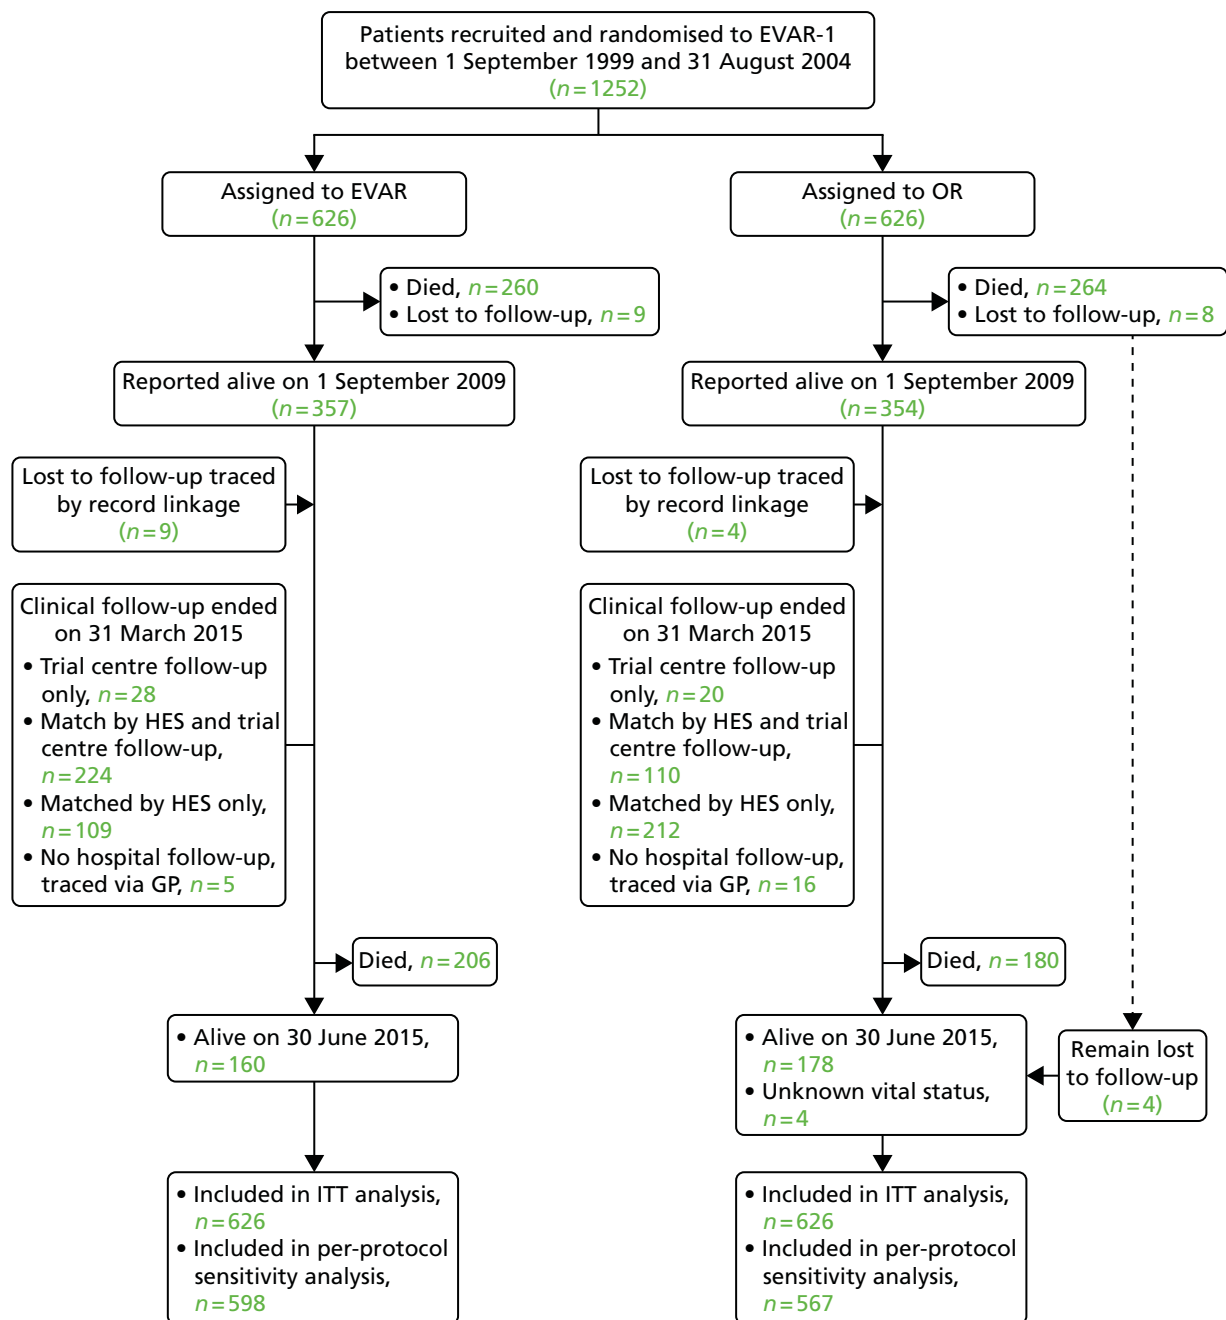 Patients recruited and randomised to EVAR-1
between 1 September 1999 and 31 August 2004
(n=1252)
Assigned to EVAR
(n=626)
Assigned to OR
(n=626)
• Died, n=260
• Lost to follow-up, n=9
• Died, n=264
• Lost to follow-up, n=8
Reported alive on 1 September 2009
(n=357)
Reported alive on 1 September 2009
(n=354)
Lost to follow-up traced
by record linkage
(n=9)
Lost to follow-up traced
by record linkage
(n=4)
Clinical follow-up ended
on 31 March 2015
• Trial centre follow-up
only, n=28
• Match by HES and trial
centre follow-up,
n=224
• Matched by HES only,
n=109
• No hospital follow-up,
traced via GP, n=5
Clinical follow-up ended
on 31 March 2015
• Trial centre follow-up
only, n=20
• Match by HES and trial
centre follow-up,
n=110
• Matched by HES only,
n=212
• No hospital follow-up,
traced via GP, n=16
Died, n=206
Died, n=180
• Alive on 30 June 2015,
n=160
• Alive on 30 June 2015,
n=178
• Unknown vital status,
n=4
Remain lost
to follow-up
(n=4)
• Included in ITT analysis,
n=626
• Included in per-protocol
sensitivity analysis,
n=598
• Included in ITT analysis,
n=626
• Included in per-protocol
sensitivity analysis,
n=567